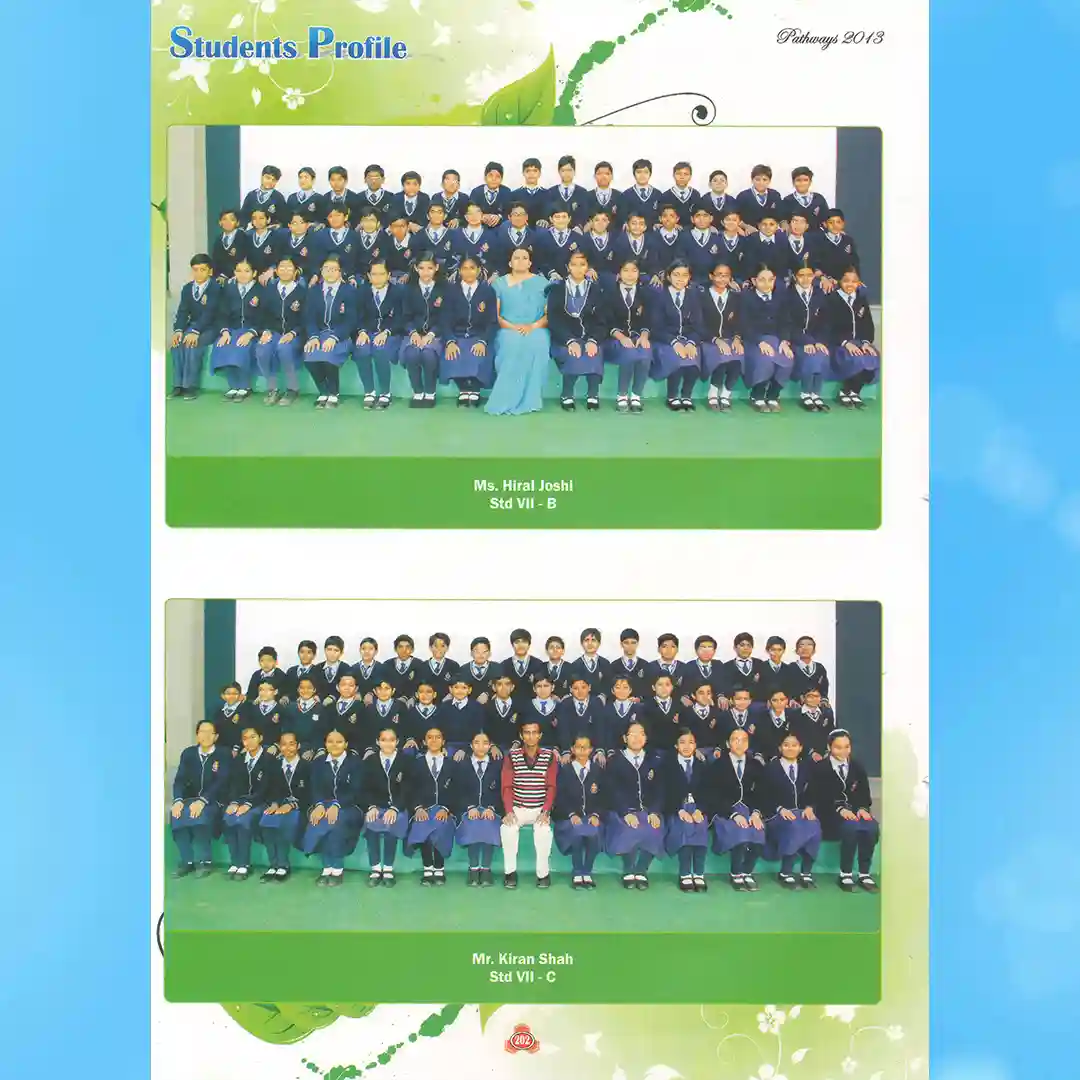 Students Profile
Pathways 2013
Ms. Hiral Joshi
Std VII - B
Mr. Kiran Shah
Std VII - C
202